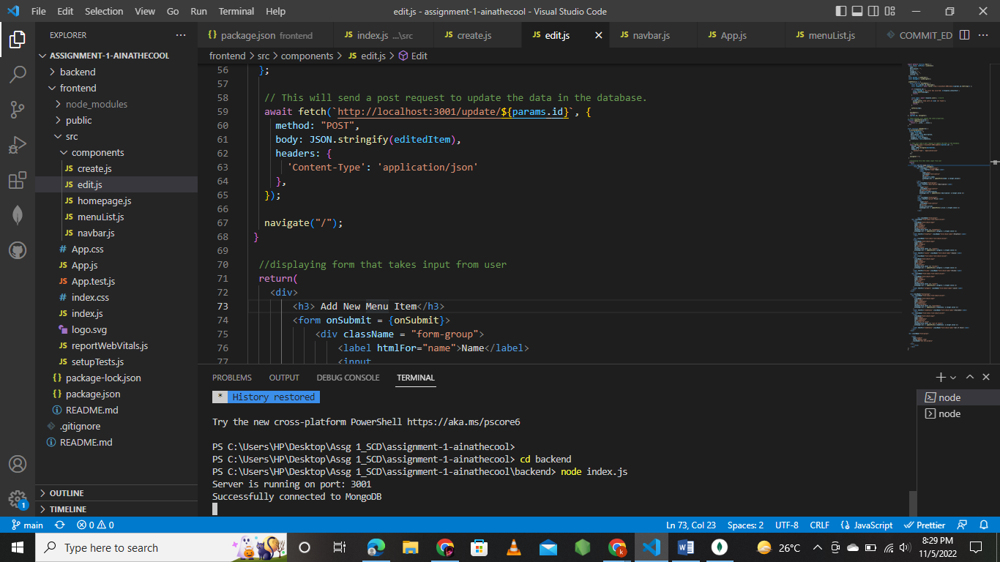 File Edit Selection View Go Run Terminal Help
edit.js - assignment-1-ainathecool - Visual Studio Code
EXPLORER
ASSIGNMENT-1-AINATHECOOL
backend
frontend
node_modules
public
src
components
JS create.js
JS edit.js
JS homepage.js
JS menuList.js
JS navbar.js
# App.css
JS App.js
JS App.test.js
# index.css
JS index.js
logo.svg
JS reportWebVitals.js
JS setupTests.js
{} package-lock.json
{} package.json
README.md
.gitignore
README.md
OUTLINE
TIMELINE
{} package.json frontend
JS index.js ...\src
JS create.js
JS edit.js
JS navbar.js
JS App.js
JS menuList.js
COMMIT_ED
frontend > src > components > JS edit.js > Edit
56 };
57
58 // This will send a post request to update the data in the database.
59 await fetch(`http://localhost:3001/update/${params.id}`, {
60 method: "POST",
61 body: JSON.stringify(editedItem),
62 headers: {
63 'Content-Type': 'application/json'
64 },
65 });
66
67 navigate("/");
68 }
69
70 //displaying form that takes input from user
71 return(
72 <div>
73 <h3> Add New Menu Item</h3>
74 <form onSubmit = {onSubmit}>
75 <div className = "form-group">
76 <label htmlFor="name">Name</label>
77 <input
PROBLEMS OUTPUT DEBUG CONSOLE TERMINAL
* History restored
Try the new cross-platform PowerShell https://aka.ms/pscore6
PS C:\Users\HP\Desktop\Assg 1_SCD\assignment-1-ainathecool>
PS C:\Users\HP\Desktop\Assg 1_SCD\assignment-1-ainathecool> cd backend
PS C:\Users\HP\Desktop\Assg 1_SCD\assignment-1-ainathecool\backend> node index.js
Server is running on port: 3001
Successfully connected to MongoDB
node
node
1
main
0 0
Ln 73, Col 23 Spaces: 2 UTF-8 CRLF {} JavaScript Prettier
Type here to search
26°C
8:29 PM
11/5/2022